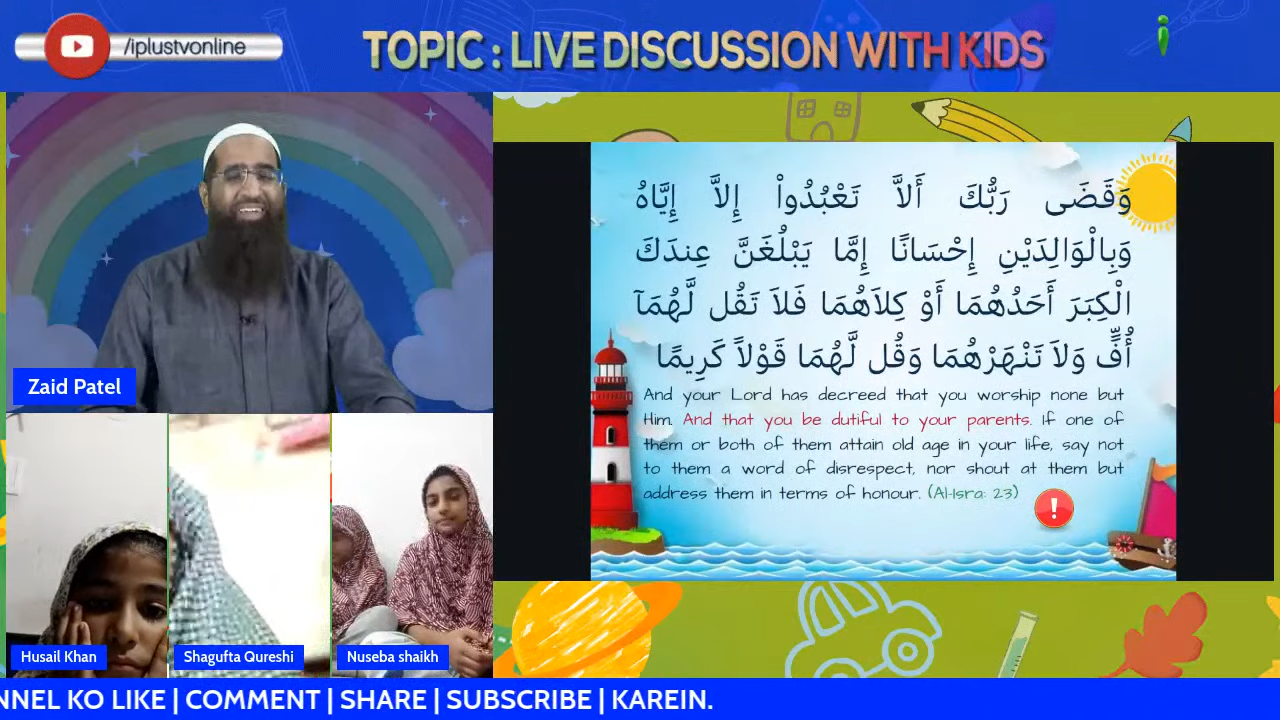 /iplustvonline
TOPIC : LIVE DISCUSSION WITH KIDS
Zaid Patel
وَقَضَى رَبُّكَ أَلاَّ تَعْبُدُواْ إِلاَّ إِيَّاهُ
وَبِالْوَالِدَيْنِ إِحْسَانًا إِمَّا يَبْلُغَنَّ عِندَكَ
الْكِبَرَ أَحَدُهُمَا أَوْ كِلاَهُمَا فَلاَ تَقُل لَّهُمَآ
أُفٍّ وَلاَ تَنْهَرْهُمَا وَقُل لَّهُمَا قَوْلاً كَرِيمًا
And your Lord has decreed that you worship none but
Him. And that you be dutiful to your parents. If one of
them or both of them attain old age in your life, say not
to them a word of disrespect, nor shout at them but
address them in terms of honour. (Al-Isra: 23)
!
Husail Khan
Shagufta Qureshi
Nuseba shaikh
NNEL KO LIKE | COMMENT | SHARE | SUBSCRIBE | KAREIN.